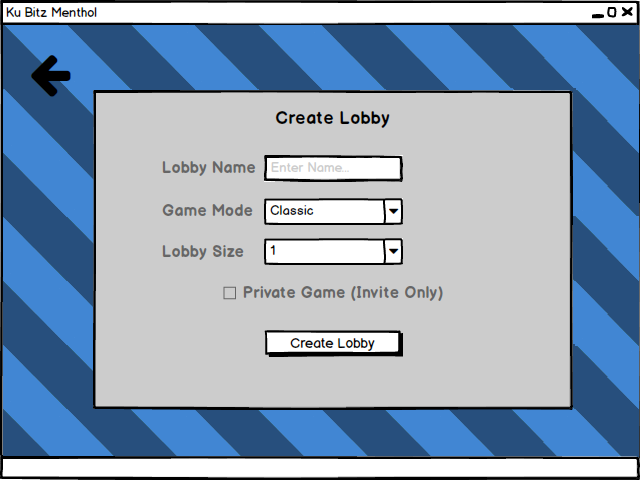 Ku Bitz Menthol
Create Lobby
Lobby Name Enter Name...
Game Mode Classic
Lobby Size 1
Private Game (Invite Only)
Create Lobby